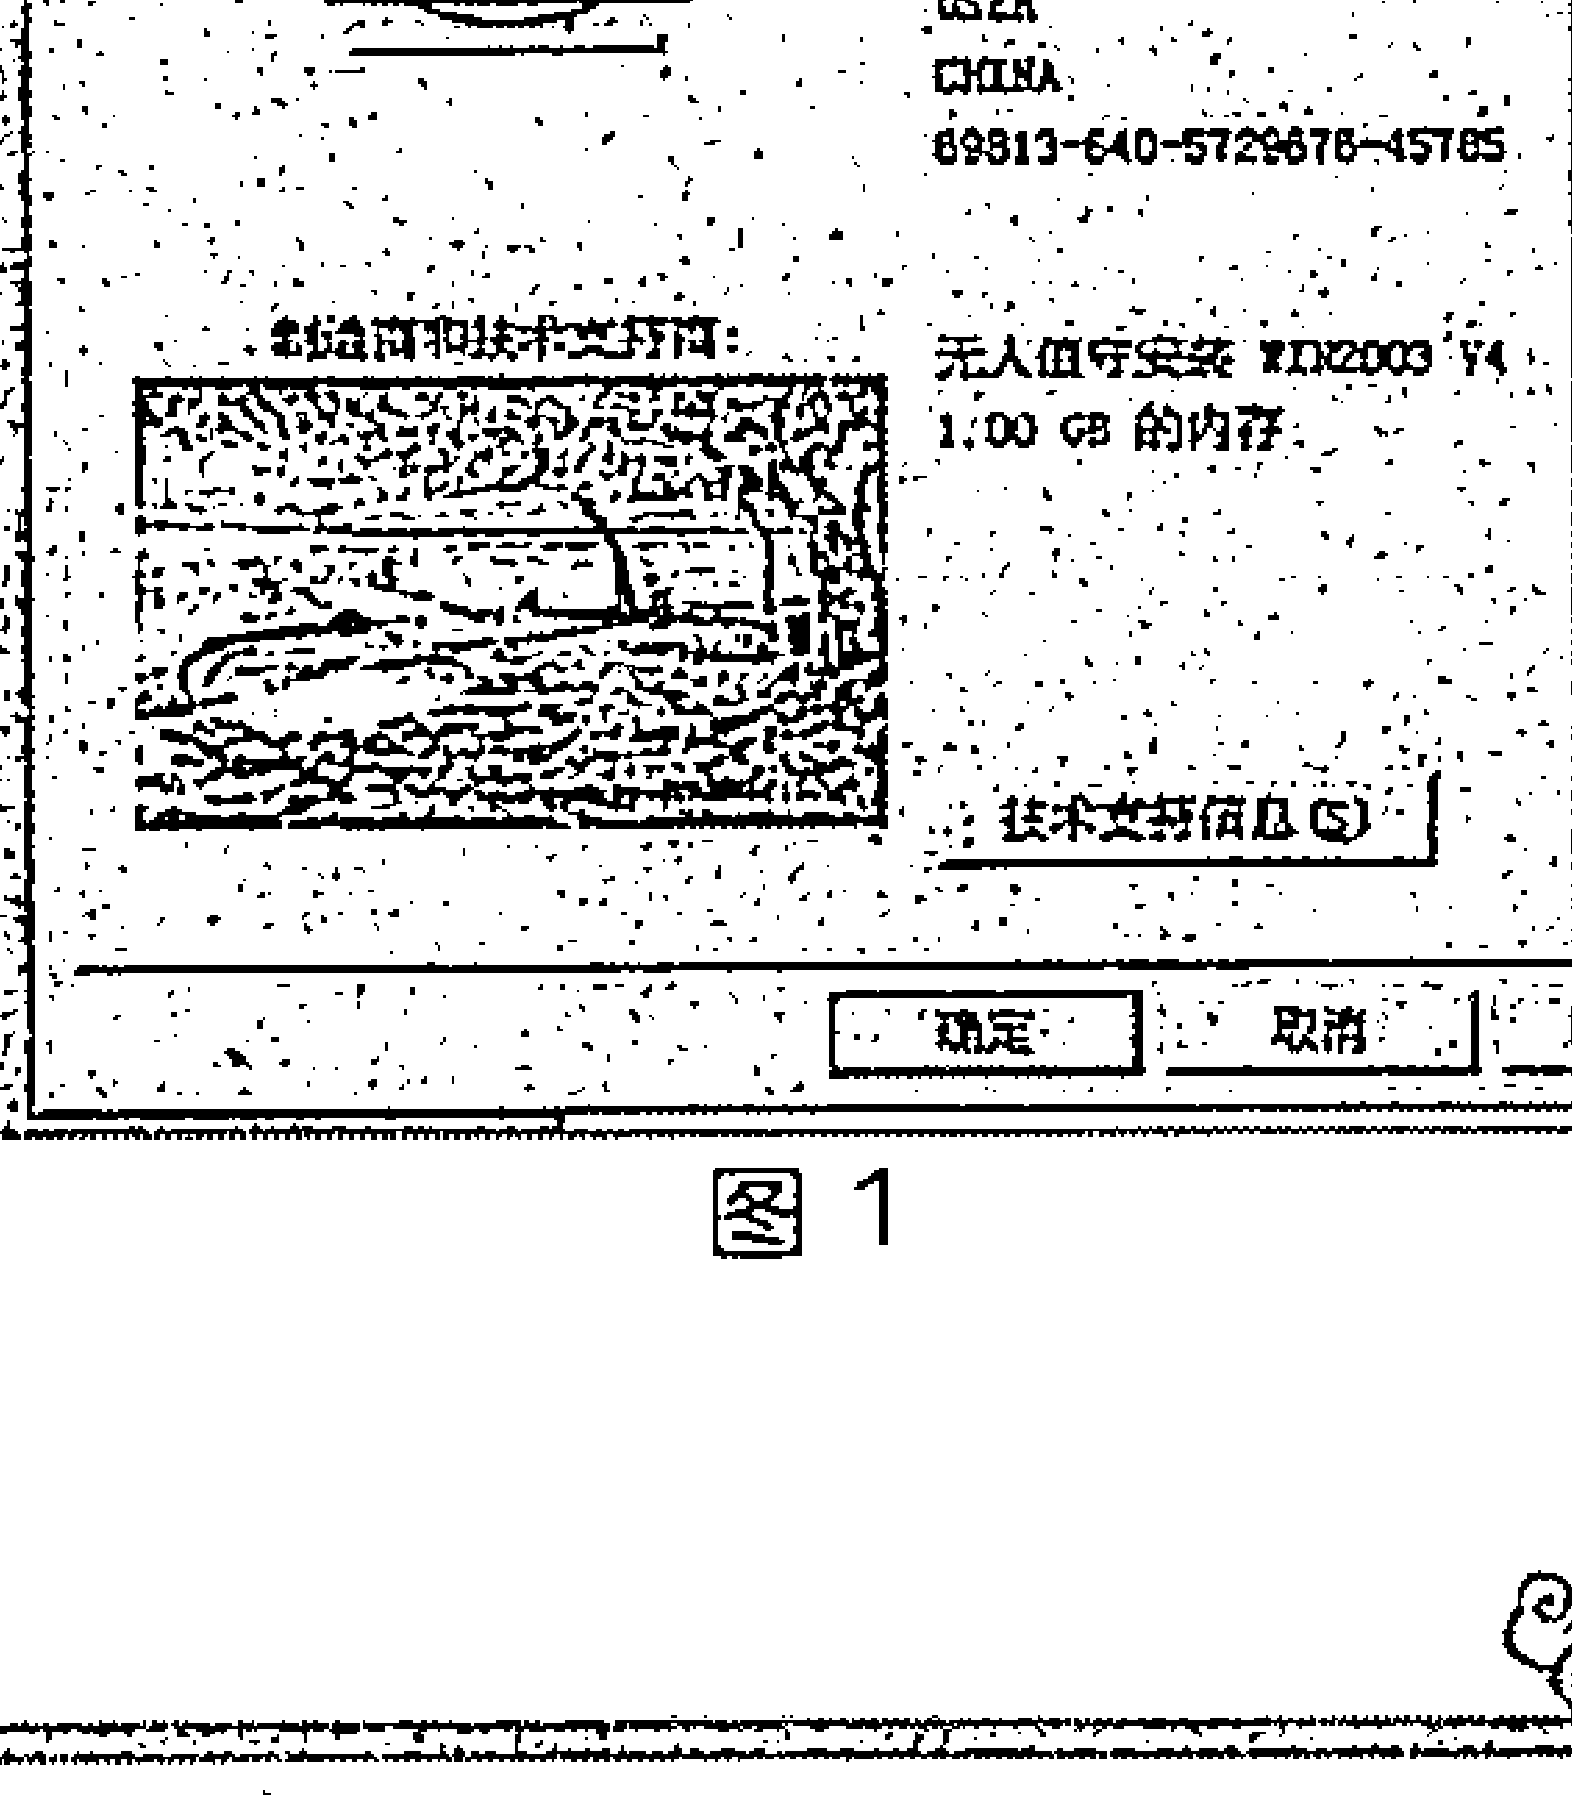 USER
CHINA
69813-640-5729676-45765
制造商和技术支持商:
无人值守安装 WIN2003 V4
1.00 GB 的内存
技术支持信息(S)
确定
取消
图 1